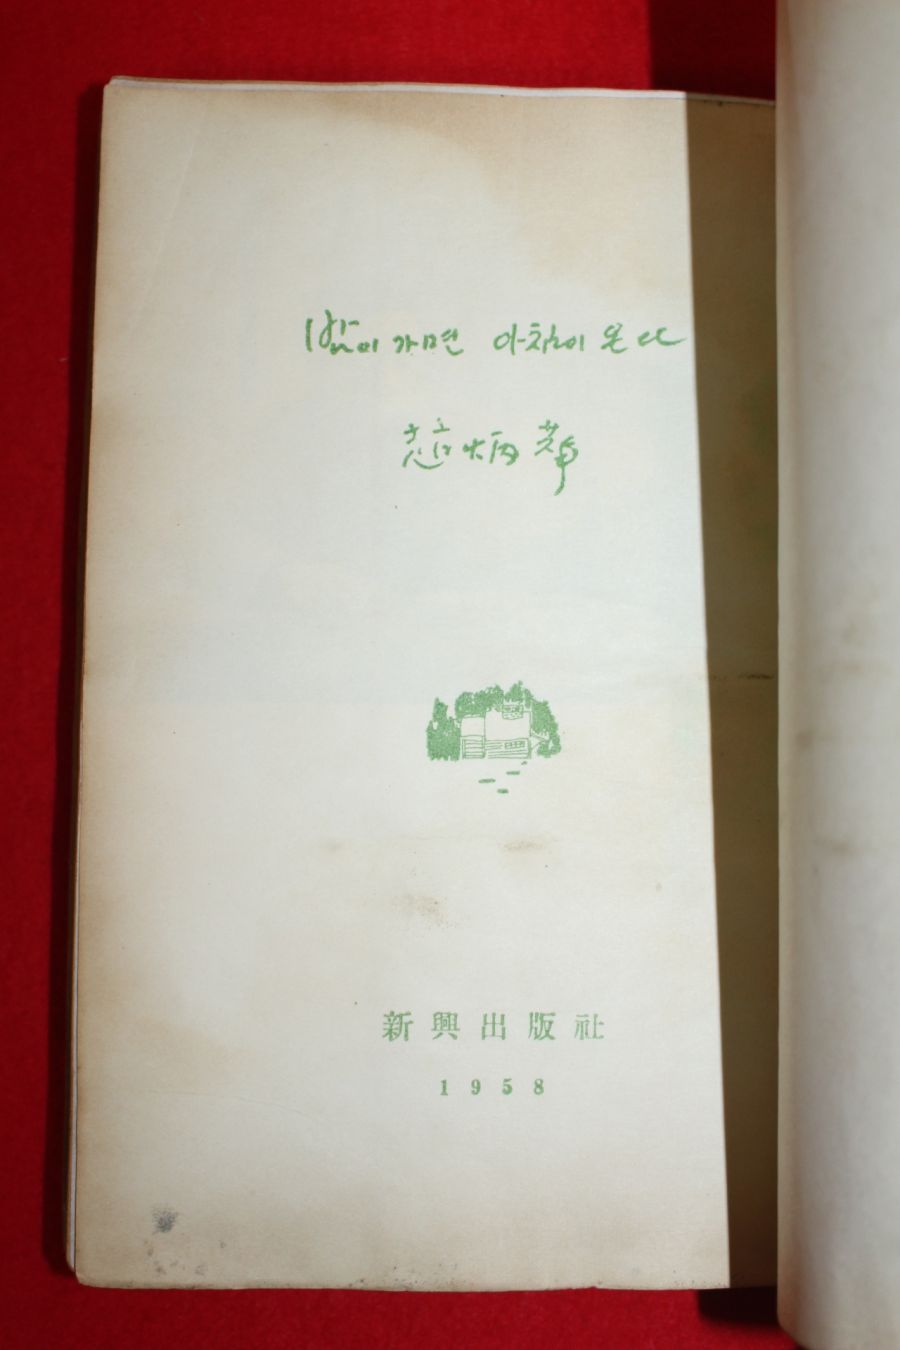 밤이 가면 아침이 온다
趙炳華
新興出版社
1958